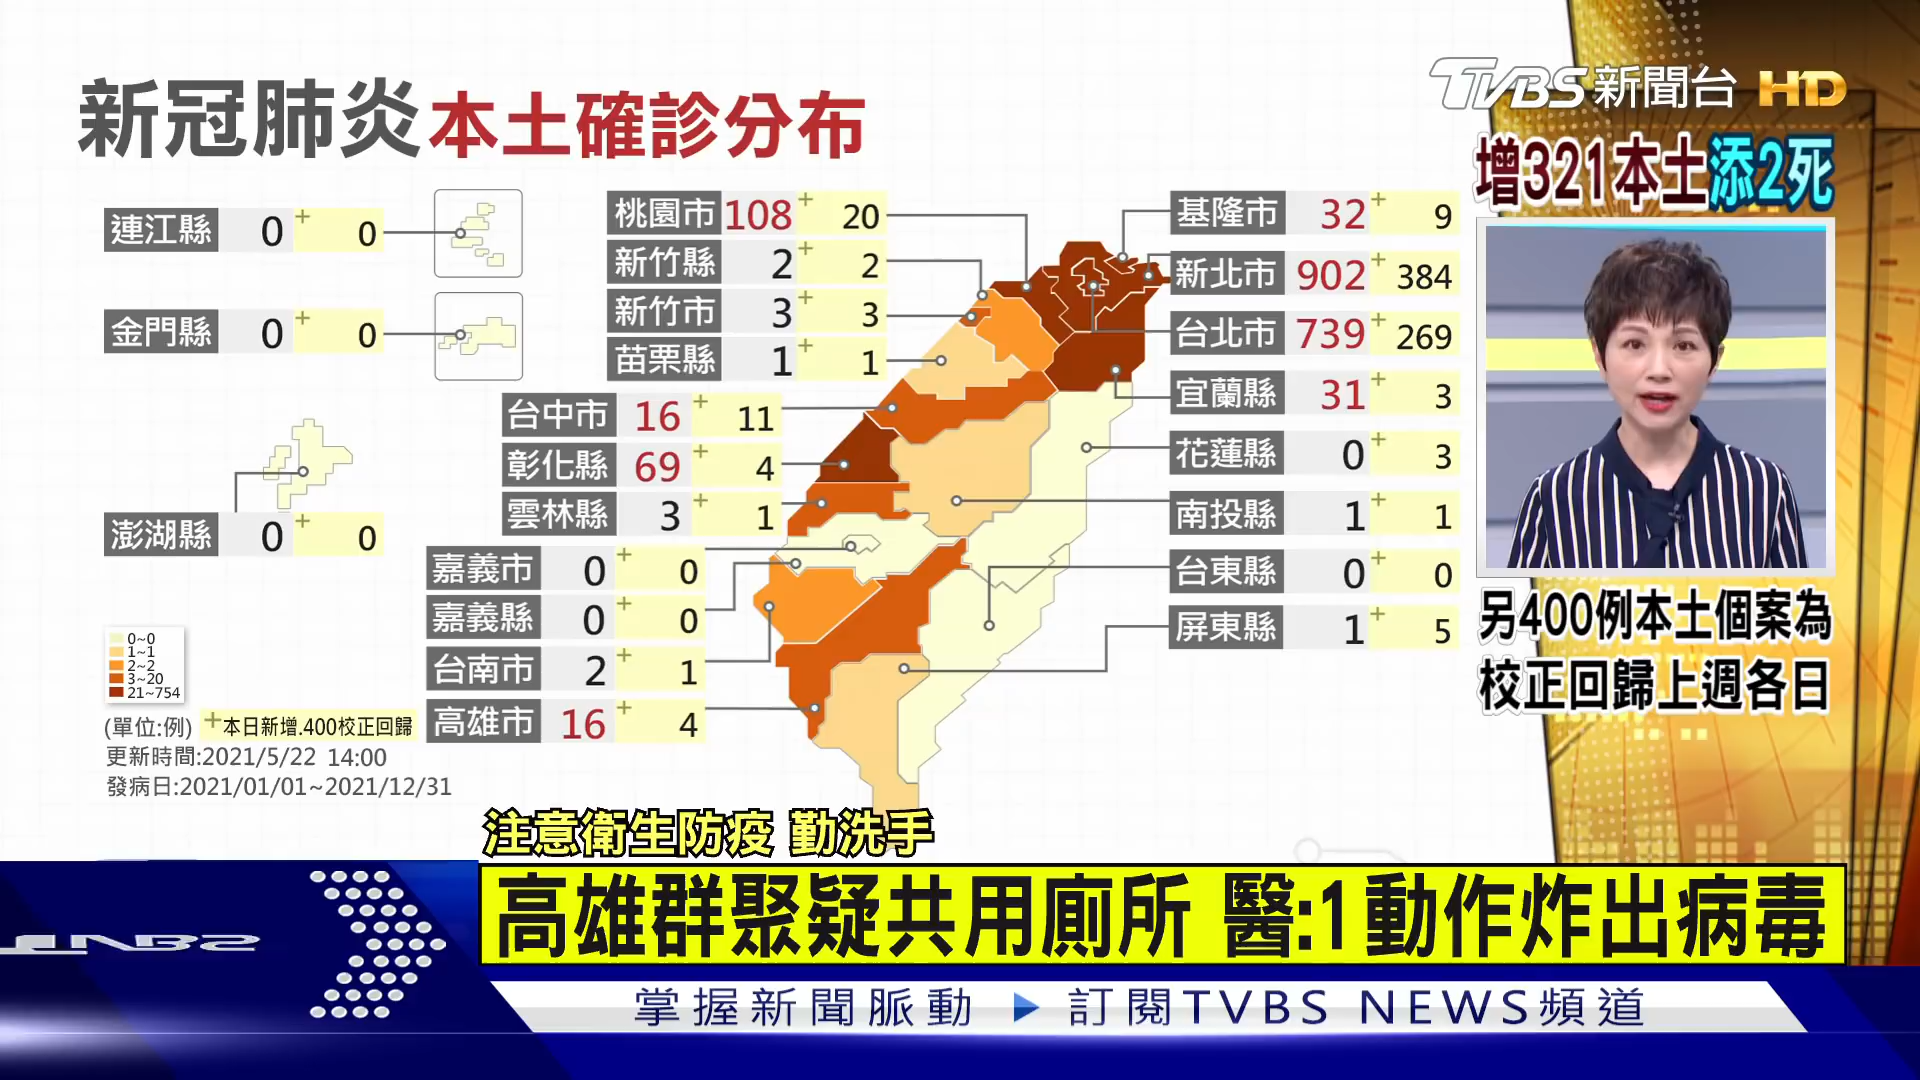 新冠肺炎本土確診分布
TVBS新聞台 HD
增321本土添2死
連江縣 0 + 0
金門縣 0 + 0
澎湖縣 0 + 0
桃園市 108 + 20
新竹縣 2 + 2
新竹市 3 + 3
苗栗縣 1 + 1
台中市 16 + 11
彰化縣 69 + 4
雲林縣 3 + 1
嘉義市 0 + 0
嘉義縣 0 + 0
台南市 2 + 1
高雄市 16 + 4
基隆市 32 + 9
新北市 902 + 384
台北市 739 + 269
宜蘭縣 31 + 3
花蓮縣 0 + 3
南投縣 1 + 1
台東縣 0 + 0
屏東縣 1 + 5
0~0
1~1
2~2
3~20
21~754
(單位:例) +本日新增.400校正回歸
更新時間:2021/5/22 14:00
發病日:2021/01/01~2021/12/31
另400例本土個案為
校正回歸上週各日
注意衛生防疫 勤洗手
高雄群聚疑共用廁所 醫:1動作炸出病毒
掌握新聞脈動 ▶ 訂閱TVBS NEWS頻道